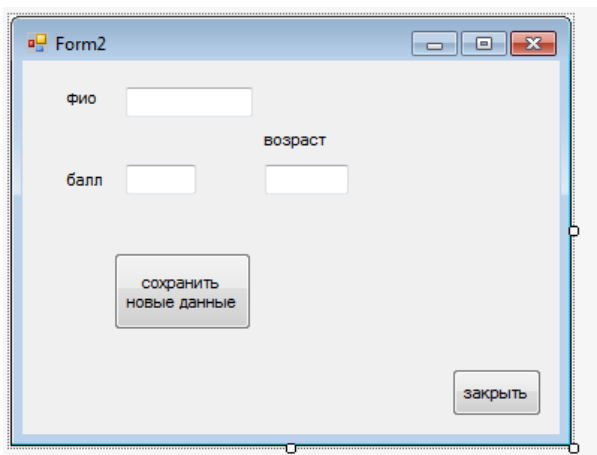 Form2
фио
возраст
балл
сохранить
новые данные
закрыть